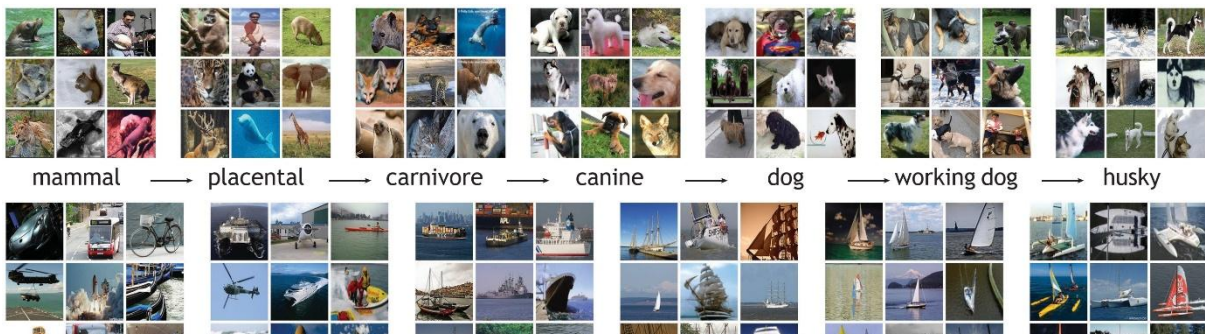 mammal → placental → carnivore → canine → dog → working dog → husky